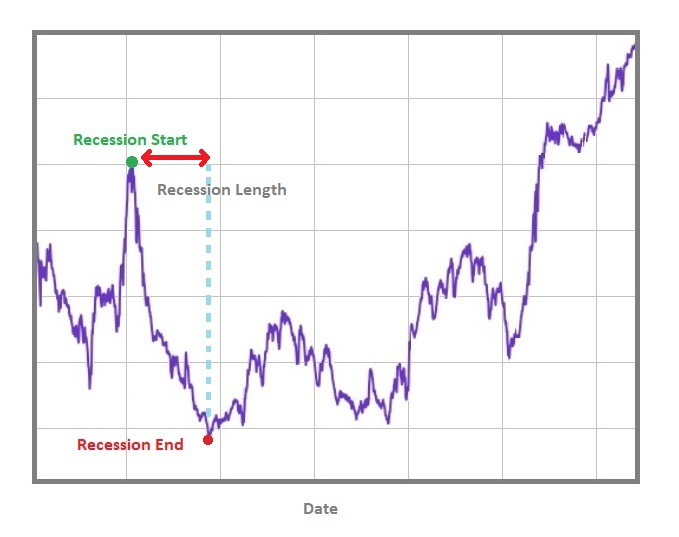 Recession Start
Recession Length
Recession End
Date